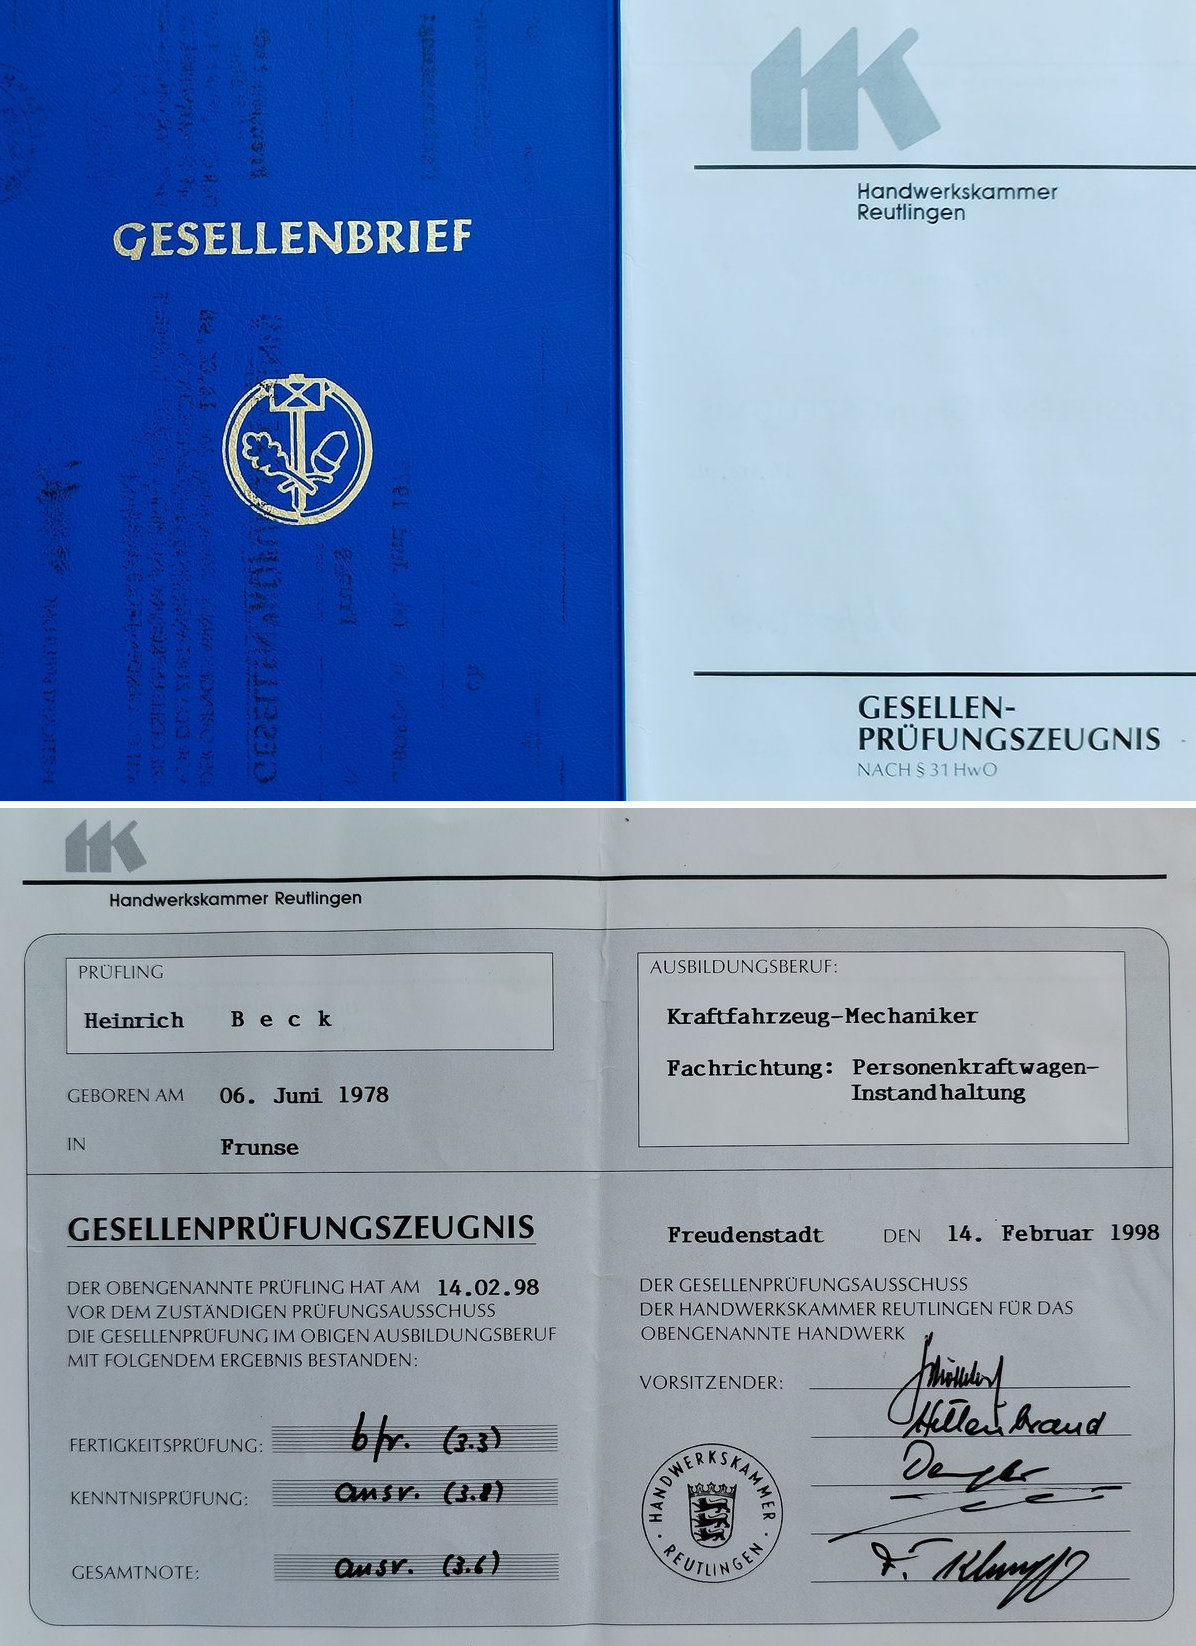 GESELLENBRIEF
Handwerkskammer
Reutlingen
GESELLEN-
PRÜFUNGSZEUGNIS
NACH § 31 HwO
Handwerkskammer Reutlingen
PRÜFLING
Heinrich B e c k
GEBOREN AM 06. Juni 1978
IN Frunse
AUSBILDUNGSBERUF:
Kraftfahrzeug-Mechaniker
Fachrichtung: Personenkraftwagen-
Instandhaltung
GESELLENPRÜFUNGSZEUGNIS
DER OBENGENANNTE PRÜFLING HAT AM 14.02.98
VOR DEM ZUSTÄNDIGEN PRÜFUNGSAUSSCHUSS
DIE GESELLENPRÜFUNG IM OBIGEN AUSBILDUNGSBERUF
MIT FOLGENDEM ERGEBNIS BESTANDEN:
FERTIGKEITSPRÜFUNG: bfr. (3.3)
KENNTNISPRÜFUNG: ausr. (3.8)
GESAMTNOTE: ausr. (3.6)
Freudenstadt DEN 14. Februar 1998
DER GESELLENPRÜFUNGSAUSSCHUSS
DER HANDWERKSKAMMER REUTLINGEN FÜR DAS
OBENGENANNTE HANDWERK
VORSITZENDER:
Hillenbrand
HANDWERKSKAMMER
REUTLINGEN